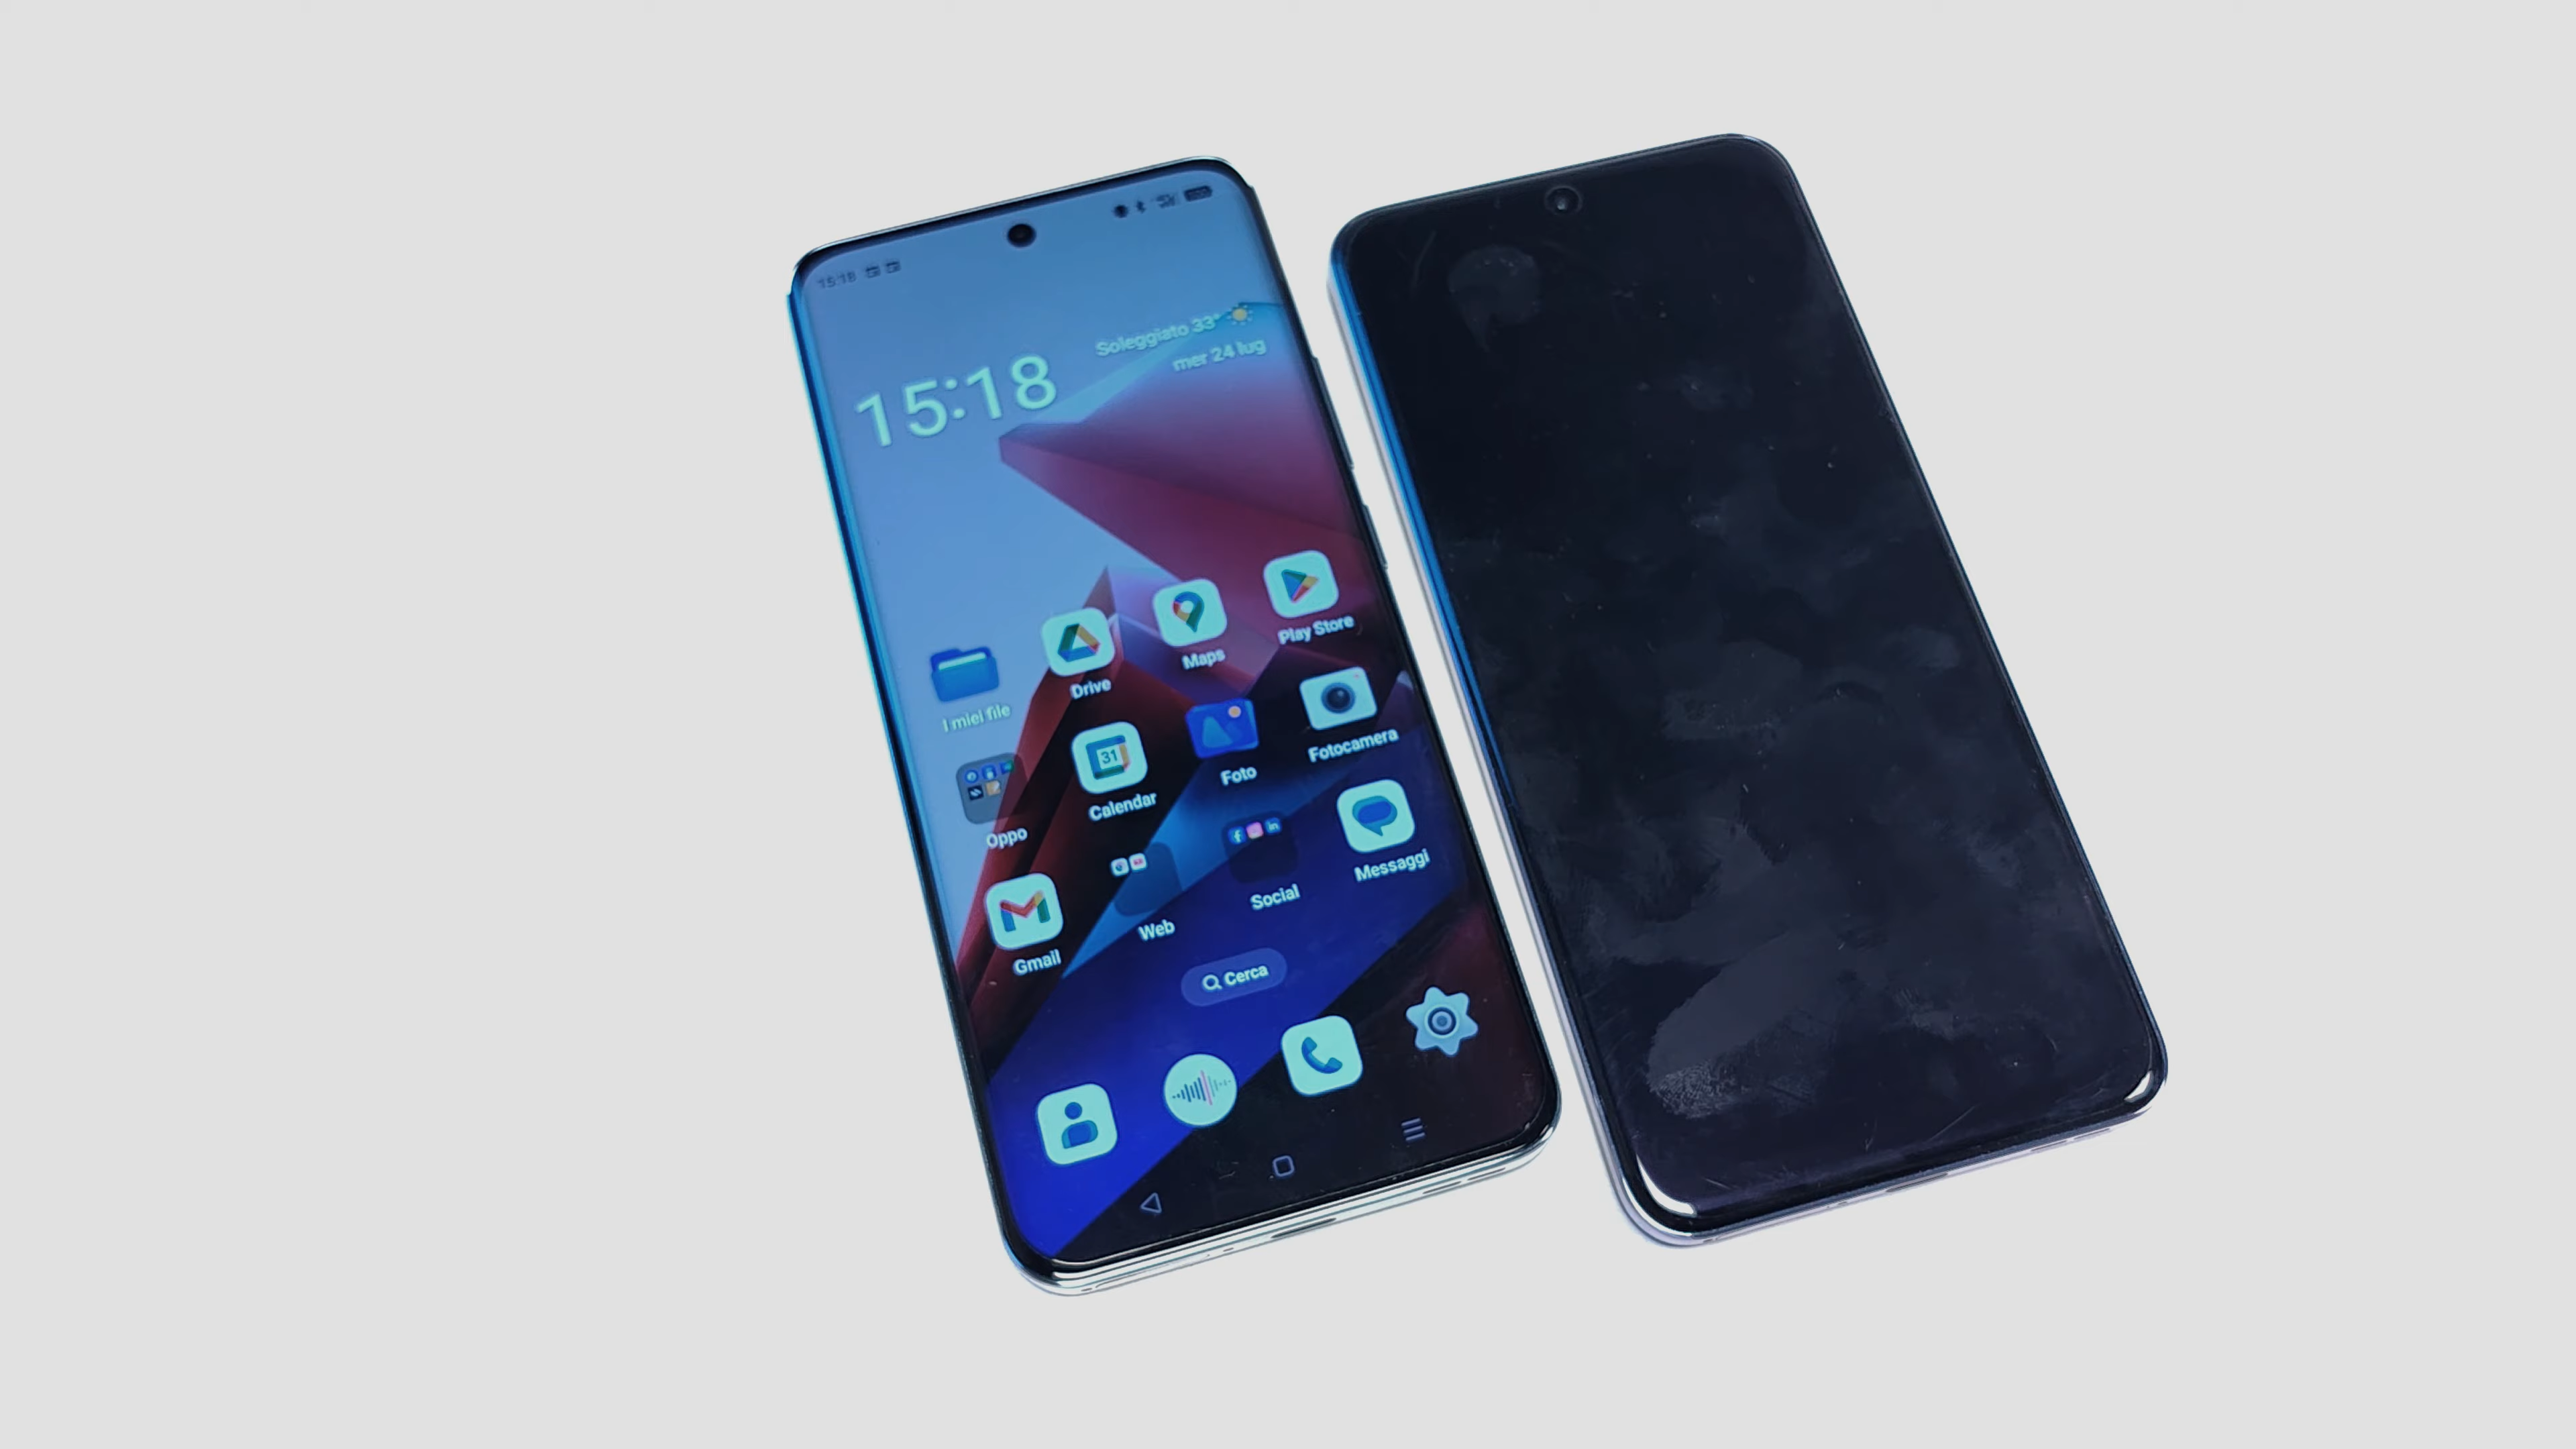 15:18
Soleggiato 33°
mer 24 lug
15:18
I miei file
Drive
Maps
Play Store
Oppo
31
Calendar
Foto
Fotocamera
Gmail
Web
Social
Messaggi
Cerca